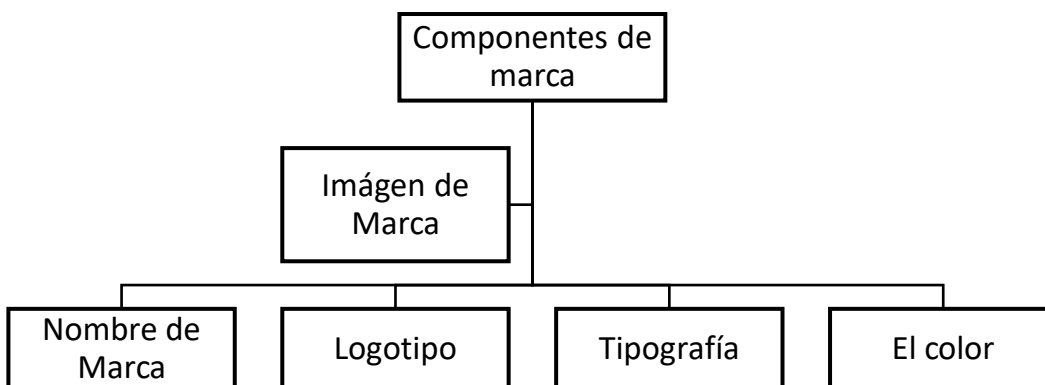 Componentes de
marca
Imágen de
Marca
Nombre de
Marca
Logotipo
Tipografía
El color